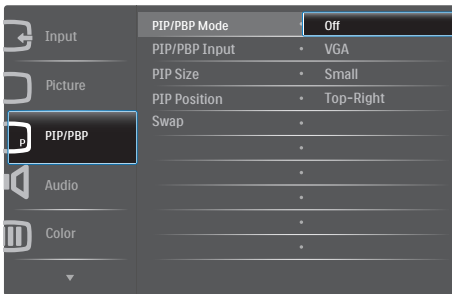 Input
Picture
P
PIP/PBP
Audio
Color
PIP/PBP Mode • Off
PIP/PBP Input • VGA
PIP Size • Small
PIP Position • Top-Right
Swap •
•
•
•
•
•